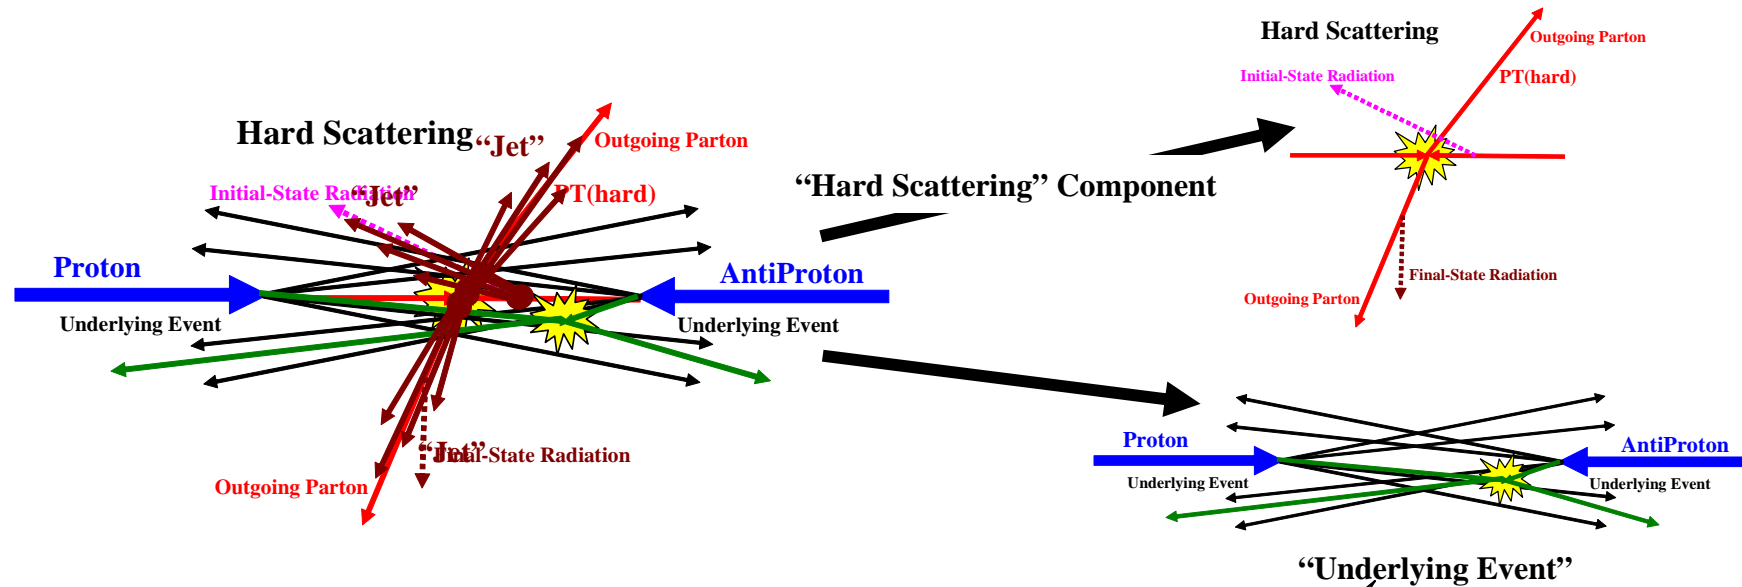 Hard Scattering
“Jet”
Outgoing Parton
Initial-State Radiation
“Jet”
PT(hard)
Proton
AntiProton
Underlying Event
Underlying Event
“Jet”
Final-State Radiation
Outgoing Parton
“Hard Scattering” Component
Hard Scattering
Outgoing Parton
Initial-State Radiation
PT(hard)
Final-State Radiation
Outgoing Parton
Proton
AntiProton
Underlying Event
Underlying Event
“Underlying Event”